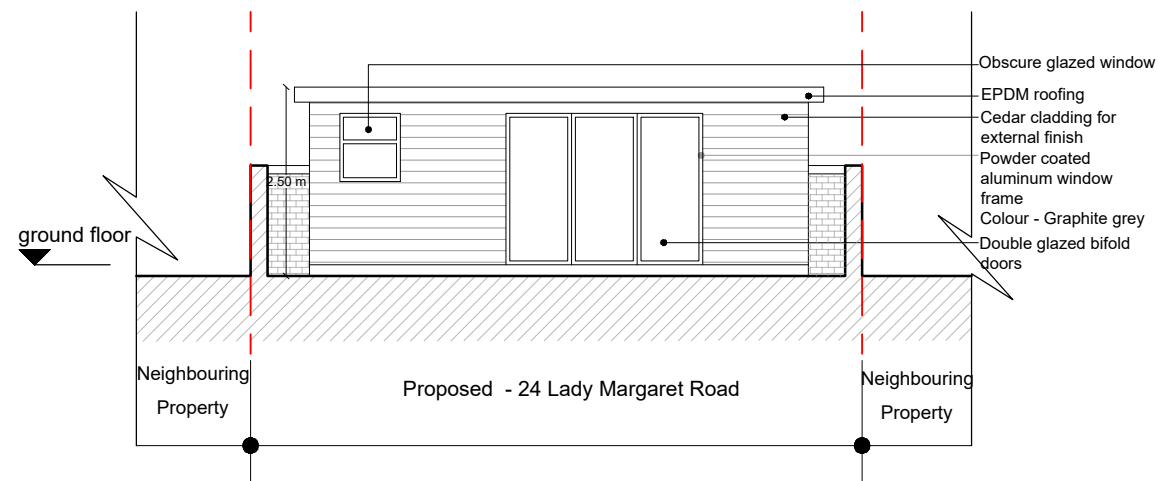 Obscure glazed window
EPDM roofing
Cedar cladding for
external finish
Powder coated
aluminum window
frame
Colour - Graphite grey
Double glazed bifold
doors
2.50 m
ground floor
Neighbouring
Property
Proposed - 24 Lady Margaret Road
Neighbouring
Property